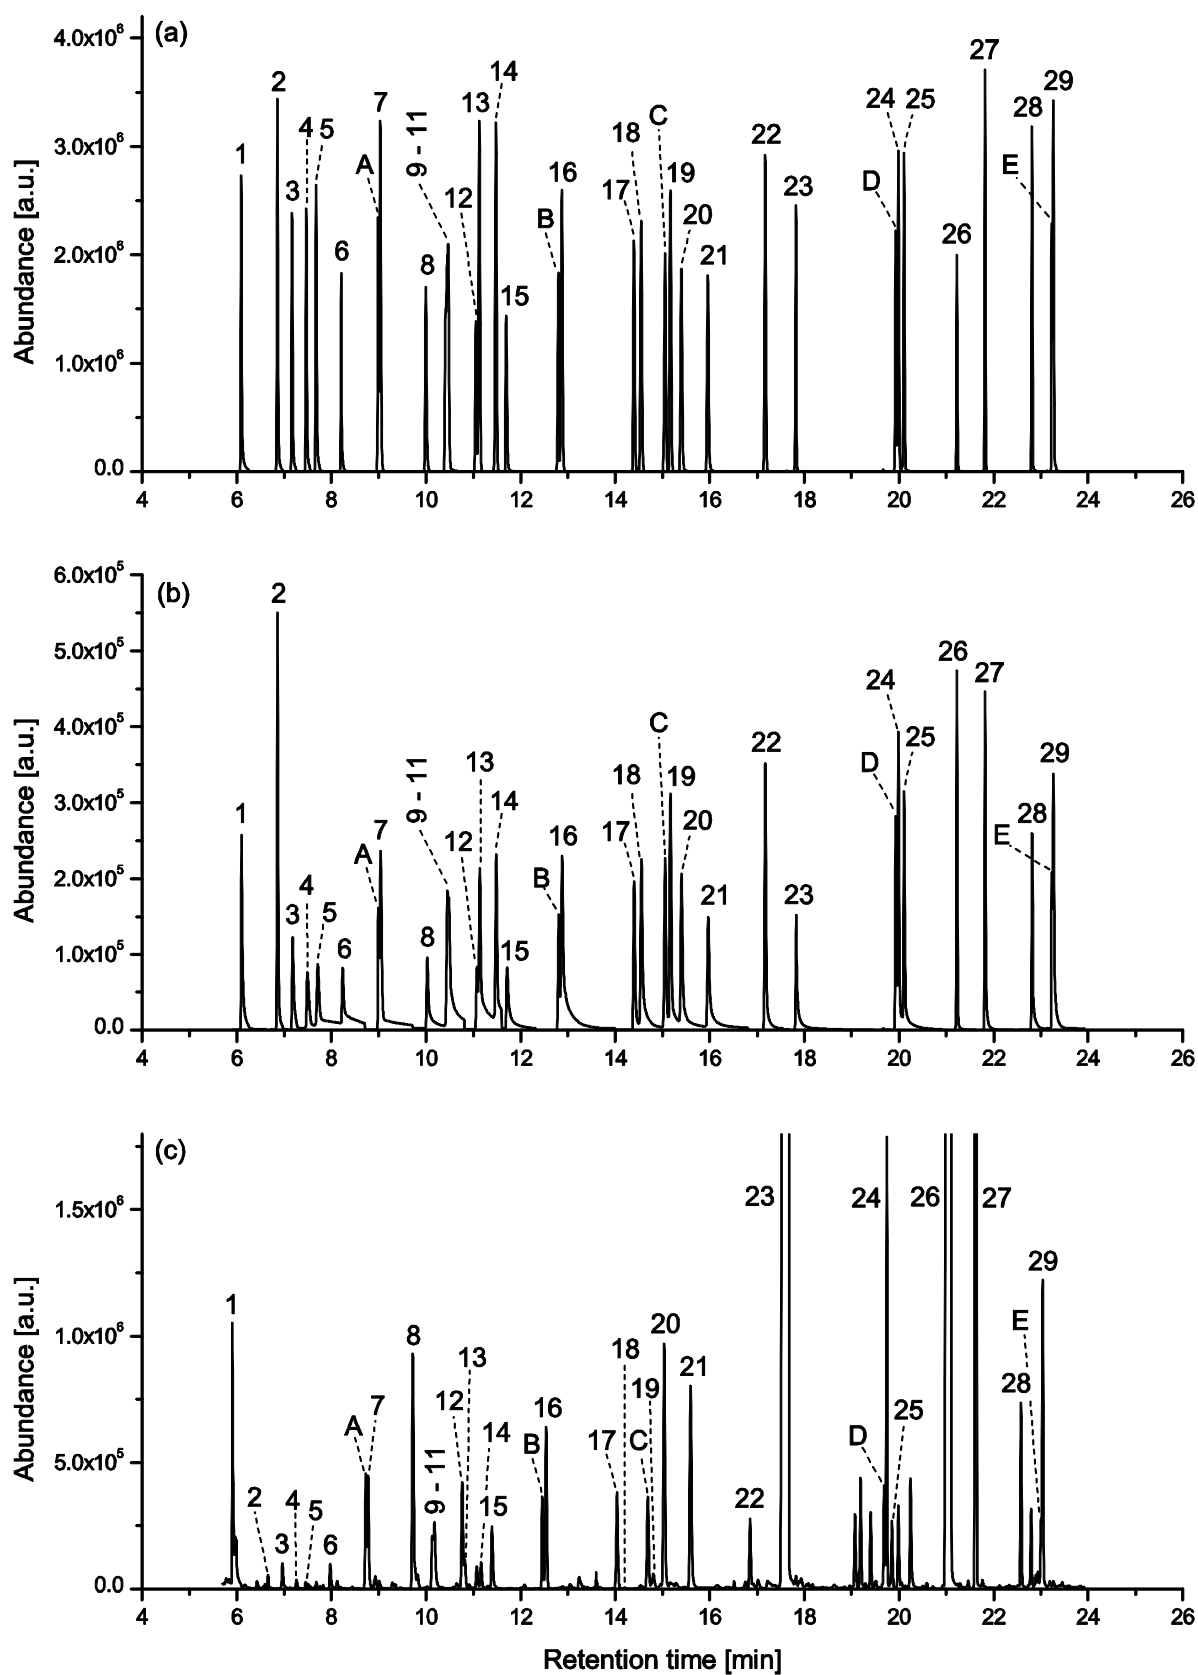 (a)
4.0x10⁶
3.0x10⁶
2.0x10⁶
1.0x10⁶
0.0
Abundance [a.u.]
1
2
3
4
5
6
A
7
8
9 - 11
12
13
14
15
B
16
17
18
C
19
20
21
22
23
D
24
25
26
27
28
E
29
4 6 8 10 12 14 16 18 20 22 24 26
(b)
6.0x10⁵
5.0x10⁵
4.0x10⁵
3.0x10⁵
2.0x10⁵
1.0x10⁵
0.0
Abundance [a.u.]
1
2
3
4
5
6
A
7
8
9 - 11
12
13
14
15
B
16
17
18
C
19
20
21
22
23
D
24
25
26
27
28
E
29
4 6 8 10 12 14 16 18 20 22 24 26
(c)
1.5x10⁶
1.0x10⁶
5.0x10⁵
0.0
Abundance [a.u.]
1
2
3
4
5
6
A
7
8
9 - 11
12
13
14
15
B
16
17
18
C
19
20
21
22
23
D
24
25
26
27
28
E
29
4 6 8 10 12 14 16 18 20 22 24 26
Retention time [min]